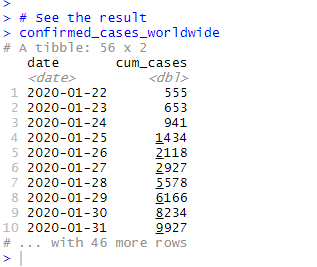 >
> # See the result
> confirmed_cases_worldwide
# A tibble: 56 x 2
   date       cum_cases
   <date>         <dbl>
 1 2020-01-22       555
 2 2020-01-23       653
 3 2020-01-24       941
 4 2020-01-25      1434
 5 2020-01-26      2118
 6 2020-01-27      2927
 7 2020-01-28      5578
 8 2020-01-29      6166
 9 2020-01-30      8234
10 2020-01-31      9927
# ... with 46 more rows
>